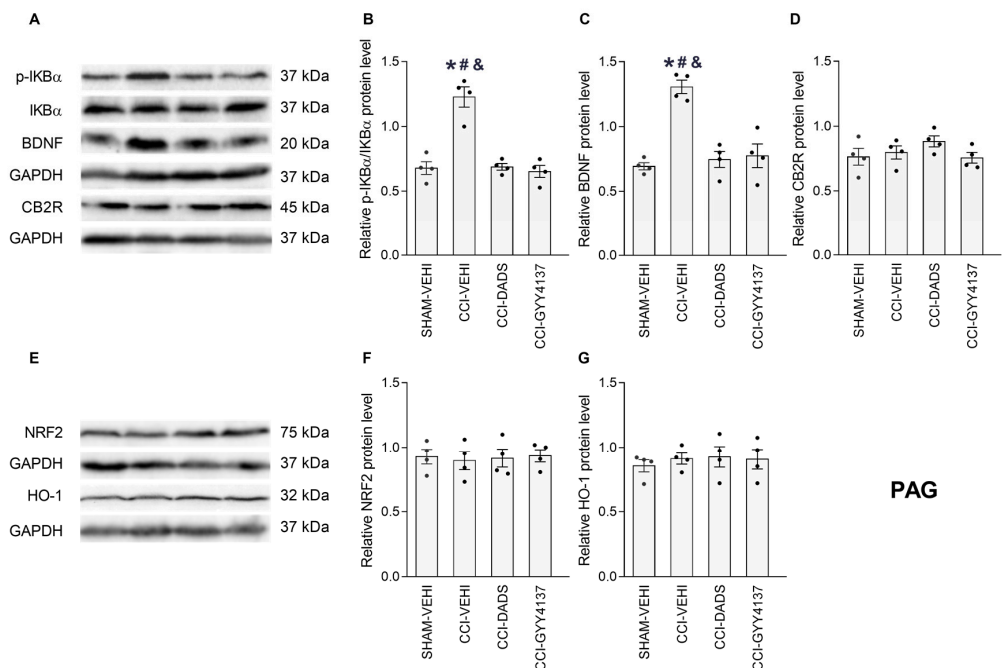 A
p-IKBα 37 kDa
IKBα 37 kDa
BDNF 20 kDa
GAPDH 37 kDa
CB2R 45 kDa
GAPDH 37 kDa
B
Relative p-IKBα/IKBα protein level
1.5
1.0
0.5
0.0
*#&
SHAM-VEHI
CCI-VEHI
CCI-DADS
CCI-GYY4137
C
Relative BDNF protein level
1.5
1.0
0.5
0.0
*#&
SHAM-VEHI
CCI-VEHI
CCI-DADS
CCI-GYY4137
D
Relative CB2R protein level
1.5
1.0
0.5
0.0
SHAM-VEHI
CCI-VEHI
CCI-DADS
CCI-GYY4137
E
NRF2 75 kDa
GAPDH 37 kDa
HO-1 32 kDa
GAPDH 37 kDa
F
Relative NRF2 protein level
1.5
1.0
0.5
0.0
SHAM-VEHI
CCI-VEHI
CCI-DADS
CCI-GYY4137
G
Relative HO-1 protein level
1.5
1.0
0.5
0.0
SHAM-VEHI
CCI-VEHI
CCI-DADS
CCI-GYY4137
PAG